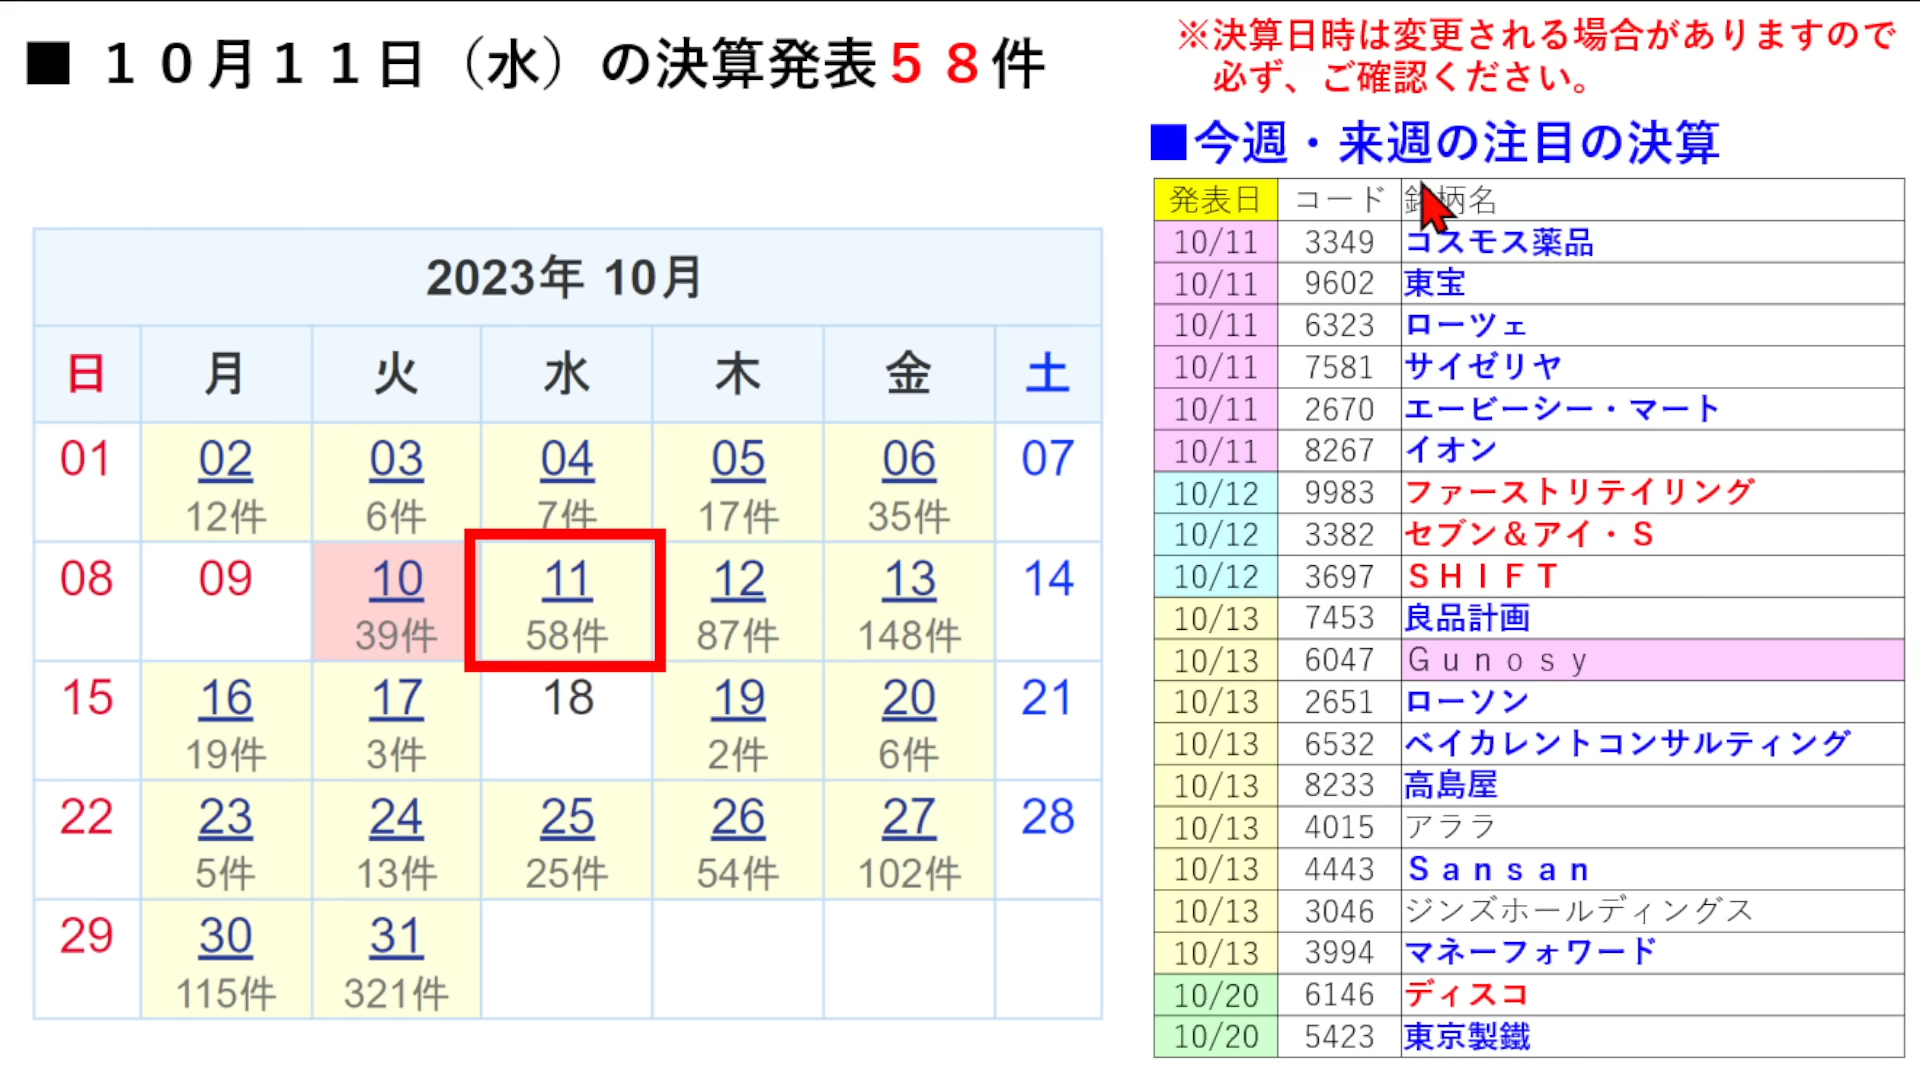 ■ １０月１１日（水）の決算発表５８件
※決算日時は変更される場合がありますので
必ず、ご確認ください。
2023年 10月
日 月 火 水 木 金 土
01 02 03 04 05 06 07
12件 6件 7件 17件 35件
08 09 10 11 12 13 14
39件 58件 87件 148件
15 16 17 18 19 20 21
19件 3件 2件 6件
22 23 24 25 26 27 28
5件 13件 25件 54件 102件
29 30 31
115件 321件
■今週・来週の注目の決算
発表日 コード 銘柄名
10/11 3349 コスモス薬品
10/11 9602 東宝
10/11 6323 ローツェ
10/11 7581 サイゼリヤ
10/11 2670 エービーシー・マート
10/11 8267 イオン
10/12 9983 ファーストリテイリング
10/12 3382 セブン＆アイ・Ｓ
10/12 3697 ＳＨＩＦＴ
10/13 7453 良品計画
10/13 6047 Ｇｕｎｏｓｙ
10/13 2651 ローソン
10/13 6532 ベイカレントコンサルティング
10/13 8233 高島屋
10/13 4015 アララ
10/13 4443 Ｓａｎｓａｎ
10/13 3046 ジンズホールディングス
10/13 3994 マネーフォワード
10/20 6146 ディスコ
10/20 5423 東京製鐵